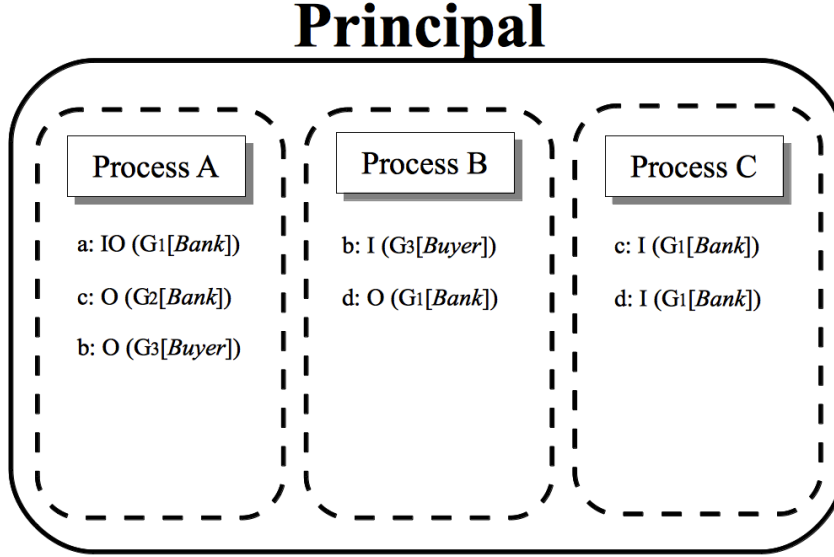 Principal
Process A
a: IO (G1[Bank])
c: O (G2[Bank])
b: O (G3[Buyer])
Process B
b: I (G3[Buyer])
d: O (G1[Bank])
Process C
c: I (G1[Bank])
d: I (G1[Bank])